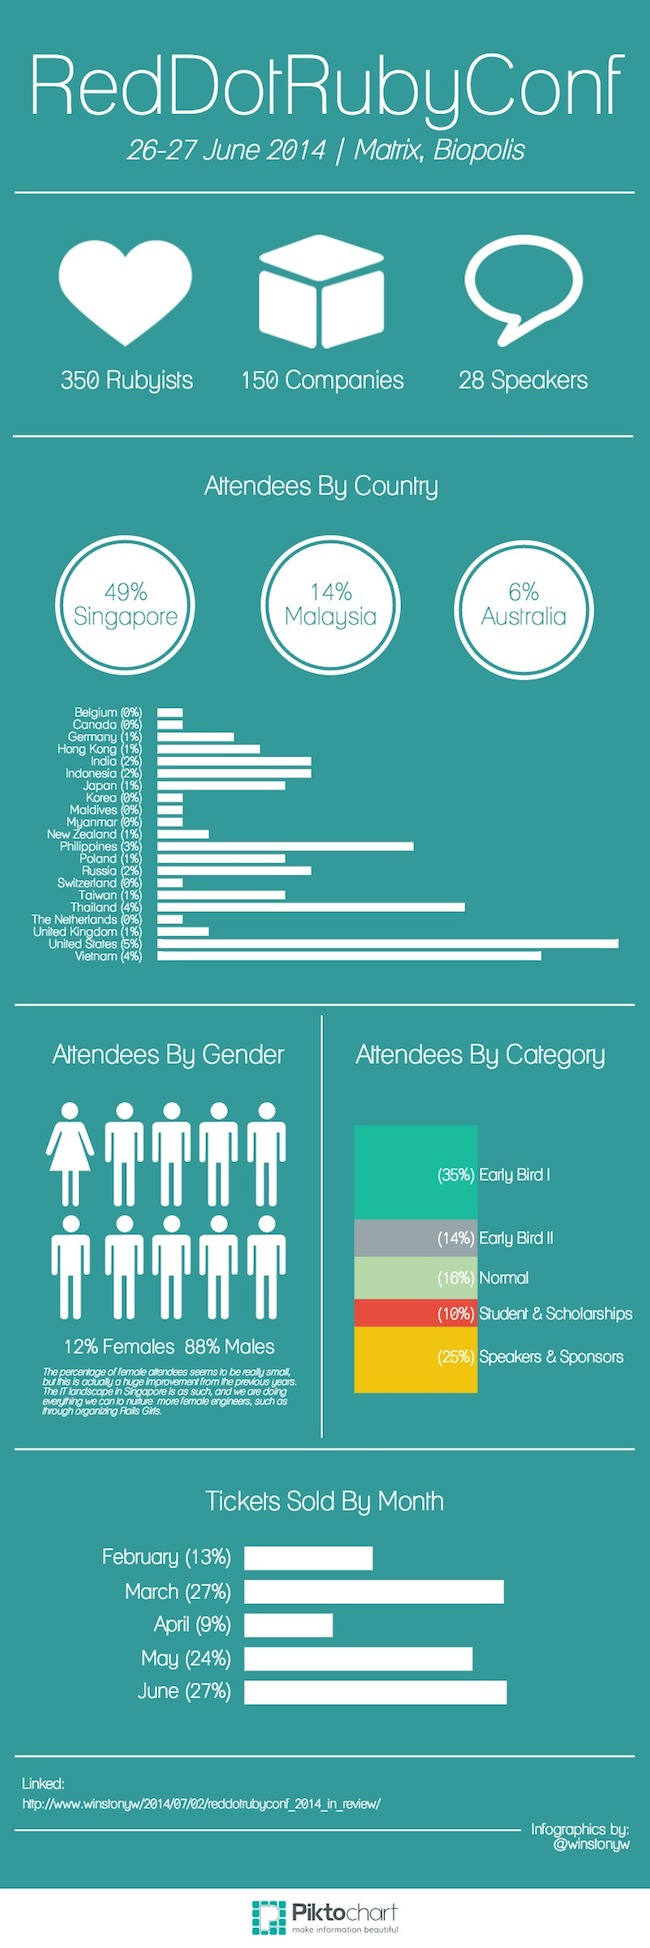 RedDotRubyConf
26-27 June 2014 | Matrix, Biopolis
350 Rubyists
150 Companies
28 Speakers
Attendees By Country
49%
Singapore
14%
Malaysia
6%
Australia
Belgium (0%)
Canada (0%)
Germany (1%)
Hong Kong (1%)
India (2%)
Indonesia (2%)
Japan (1%)
Korea (0%)
Maldives (0%)
Myanmar (0%)
New Zealand (1%)
Philippines (3%)
Poland (1%)
Russia (2%)
Switzerland (0%)
Taiwan (1%)
Thailand (4%)
The Netherlands (0%)
United Kingdom (1%)
United States (5%)
Vietnam (4%)
Attendees By Gender
12% Females 88% Males
The percentage of female attendees seems to be really small,
but this is actually a huge improvement from the previous years.
The IT landscape in Singapore is as such, and we are doing
everything we can to nurture more female engineers, such as
through organizing Rails Girls.
Attendees By Category
(35%) Early Bird I
(14%) Early Bird II
(16%) Normal
(10%) Student & Scholarships
(25%) Speakers & Sponsors
Tickets Sold By Month
February (13%)
March (27%)
April (9%)
May (24%)
June (27%)
Linked:
http://www.winstonyw/2014/07/02/reddotrubyconf_2014_in_review/
Infographics by:
@winstonyw
Piktochart
make information beautiful